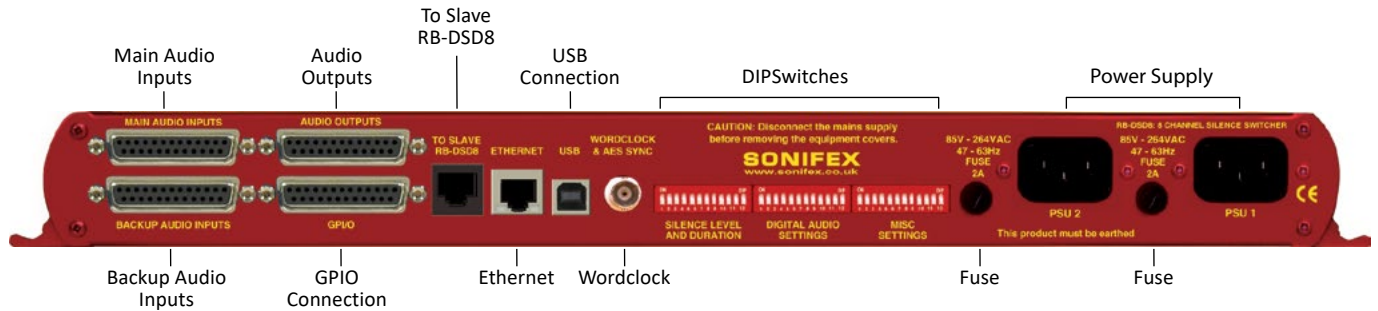 To Slave
RB-DSD8
Main Audio
Inputs
Audio
Outputs
USB
Connection
DIPSwitches
Power Supply
MAIN AUDIO INPUTS
AUDIO OUTPUTS
TO SLAVE
RB-DSD8
ETHERNET
USB
WORDCLOCK
& AES SYNC
CAUTION: Disconnect the mains supply
before removing the equipment covers.
SONIFEX
www.sonifex.co.uk
85V - 264VAC
47 - 63Hz
FUSE
2A
RB-DSD8: 8 CHANNEL SILENCE SWITCHER
85V - 264VAC
47 - 63Hz
FUSE
2A
BACKUP AUDIO INPUTS
GPI/O
SILENCE LEVEL
AND DURATION
DIGITAL AUDIO
SETTINGS
MISC
SETTINGS
PSU 2
PSU 1
This product must be earthed
CE
Backup Audio
Inputs
GPIO
Connection
Ethernet
Wordclock
Fuse
Fuse